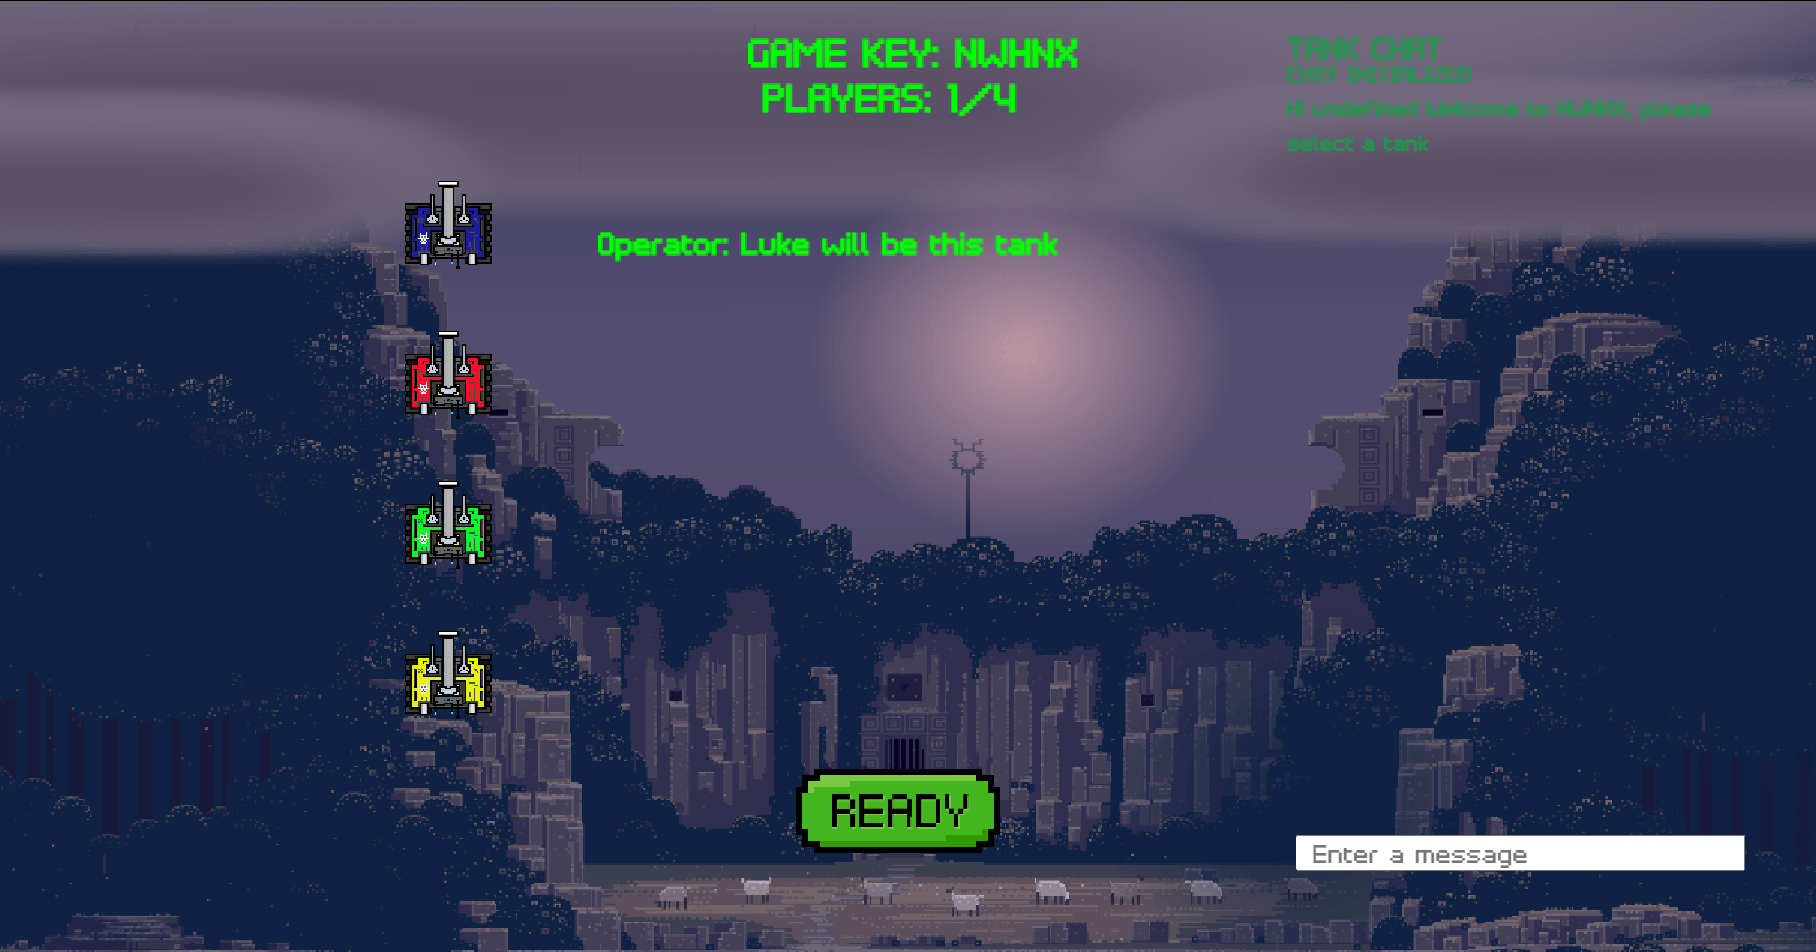 GAME KEY: NWHNX
PLAYERS: 1/4
TANK CHAT
CHAT INITIALIZED
Hi undefined Welcome to NWHNX, please
select a tank
Operator: Luke will be this tank
READY
Enter a message